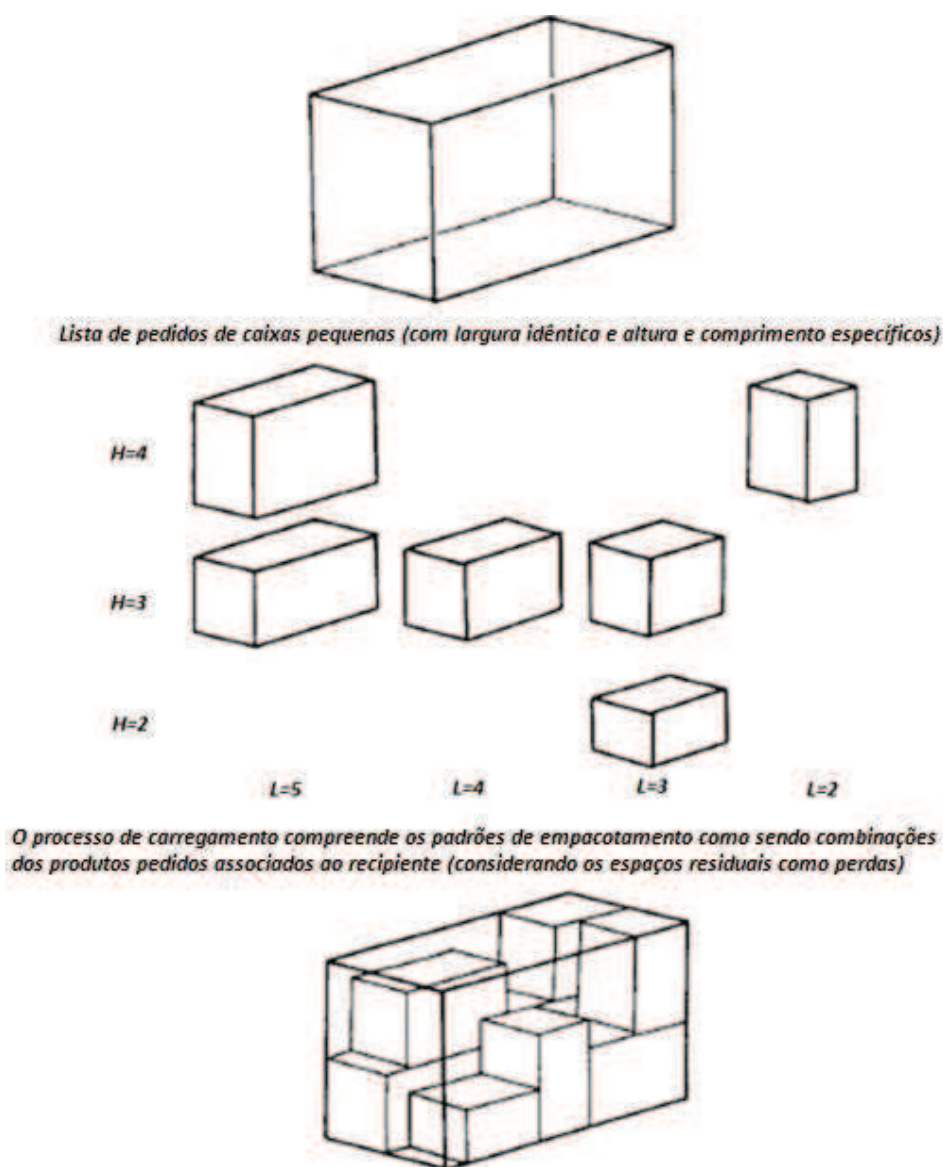 Lista de pedidos de caixas pequenas (com largura idêntica e altura e comprimento específicos)
H=4
H=3
H=2
L=5 L=4 L=3 L=2
O processo de carregamento compreende os padrões de empacotamento como sendo combinações
dos produtos pedidos associados ao recipiente (considerando os espaços residuais como perdas)